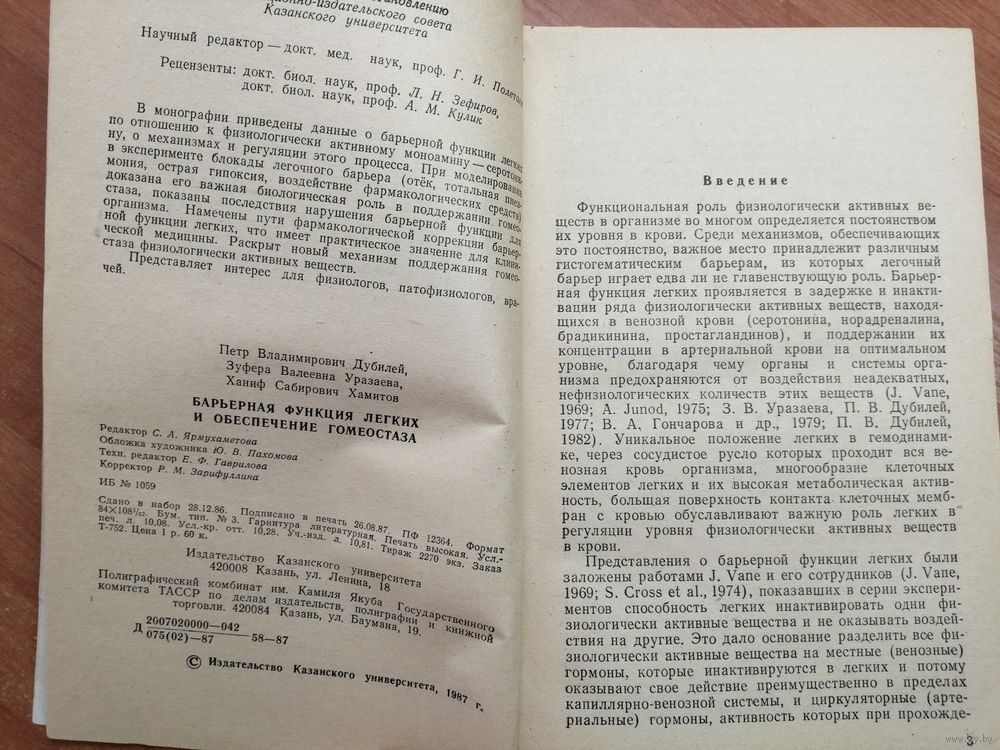 ановлению
онно-издательского совета
Казанского университета
Научный редактор — докт. мед. наук, проф. Г. И. Полетаев
Рецензенты: докт. биол. наук, проф. Л. Н. Зефиров,
докт. биол. наук, проф. А. М. Кулик
В монографии приведены данные о барьерной функции легких
по отношению к физиологически активному моноамину — серотони-
ну, о механизмах и регуляции этого процесса. При моделировании
в эксперименте блокады легочного барьера (отёк, тотальная пнев-
мония, острая гипоксия, воздействие фармакологических средств)
доказана его важная биологическая роль в поддержании гомео-
стаза, показаны последствия нарушения барьерной функции для
организма. Намечены пути фармакологической коррекции барьер-
ной функции легких, что имеет практическое значение для клини-
ческой медицины. Раскрыт новый механизм поддержания гомео-
стаза физиологически активных веществ.
Представляет интерес для физиологов, патофизиологов, вра-
чей.
Петр Владимирович Дубилей,
Зуфера Валеевна Уразаева,
Ханиф Сабирович Хамитов
БАРЬЕРНАЯ ФУНКЦИЯ ЛЕГКИХ
И ОБЕСПЕЧЕНИЕ ГОМЕОСТАЗА
Редактор С. А. Ярмухаметова
Обложка художника Ю. В. Пахомова
Техн. редактор Е. Ф. Гаврилова
Корректор Р. М. Зарифуллина
ИБ № 1059
Сдано в набор 28.12.86. Подписано в печать 26.08.87. ПФ 12364. Формат
84×108¹/₃₂. Бум. тип. № 3. Гарнитура литературная. Печать высокая. Усл.-
печ. л. 10,08. Усл.-кр. отт. 10,28. Уч.-изд. л. 10,81. Тираж 2270 экз. Заказ
Т-752. Цена 1 р. 60 к.
Издательство Казанского университета
420008 Казань, ул. Ленина, 18
Полиграфический комбинат им. Камиля Якуба Государственного
комитета ТАССР по делам издательств, полиграфии и книжной
торговли. 420084 Казань, ул. Баумана, 19.
Д 2007020000—042 / 075(02)—87 58—87
© Издательство Казанского университета, 1987 г.
Введение
Функциональная роль физиологически активных ве-
ществ в организме во многом определяется постоянством
их уровня в крови. Среди механизмов, обеспечивающих
это постоянство, важное место принадлежит различным
гистогематическим барьерам, из которых легочный
барьер играет едва ли не главенствующую роль. Барьер-
ная функция легких проявляется в задержке и инакти-
вации ряда физиологически активных веществ, находя-
щихся в венозной крови (серотонина, норадреналина,
брадикинина, простагландинов), и поддержании их
концентрации в артериальной крови на оптимальном
уровне, благодаря чему органы и системы орга-
низма предохраняются от воздействия неадекватных,
нефизиологических количеств этих веществ (J. Vane,
1969; A. Junod, 1975; З. В. Уразаева, П. В. Дубилей,
1977; В. А, Гончарова и др., 1979; П. В. Дубилей,
1982). Уникальное положение легких в гемодинами-
ке, через сосудистое русло которых проходит вся ве-
нозная кровь организма, многообразие клеточных
элементов легких и их высокая метаболическая актив-
ность, большая поверхность контакта клеточных мемб-
ран с кровью обуславливают важную роль легких в
регуляции уровня физиологически активных веществ
в крови.
Представления о барьерной функции легких были
заложены работами J. Vane и его сотрудников (J. Vane,
1969; S. Cross et al., 1974), показавших в серии экспери-
ментов способность легких инактивировать одни фи-
зиологически активные вещества и не оказывать воздей-
ствия на другие. Это дало основание разделить все фи-
зиологически активные вещества на местные (венозные)
гормоны, которые инактивируются в легких и потому
оказывают свое действие преимущественно в пределах
капиллярно-венозной системы, и циркуляторные (арте-
риальные) гормоны, активность которых при прохожде-
3
www.ay.by